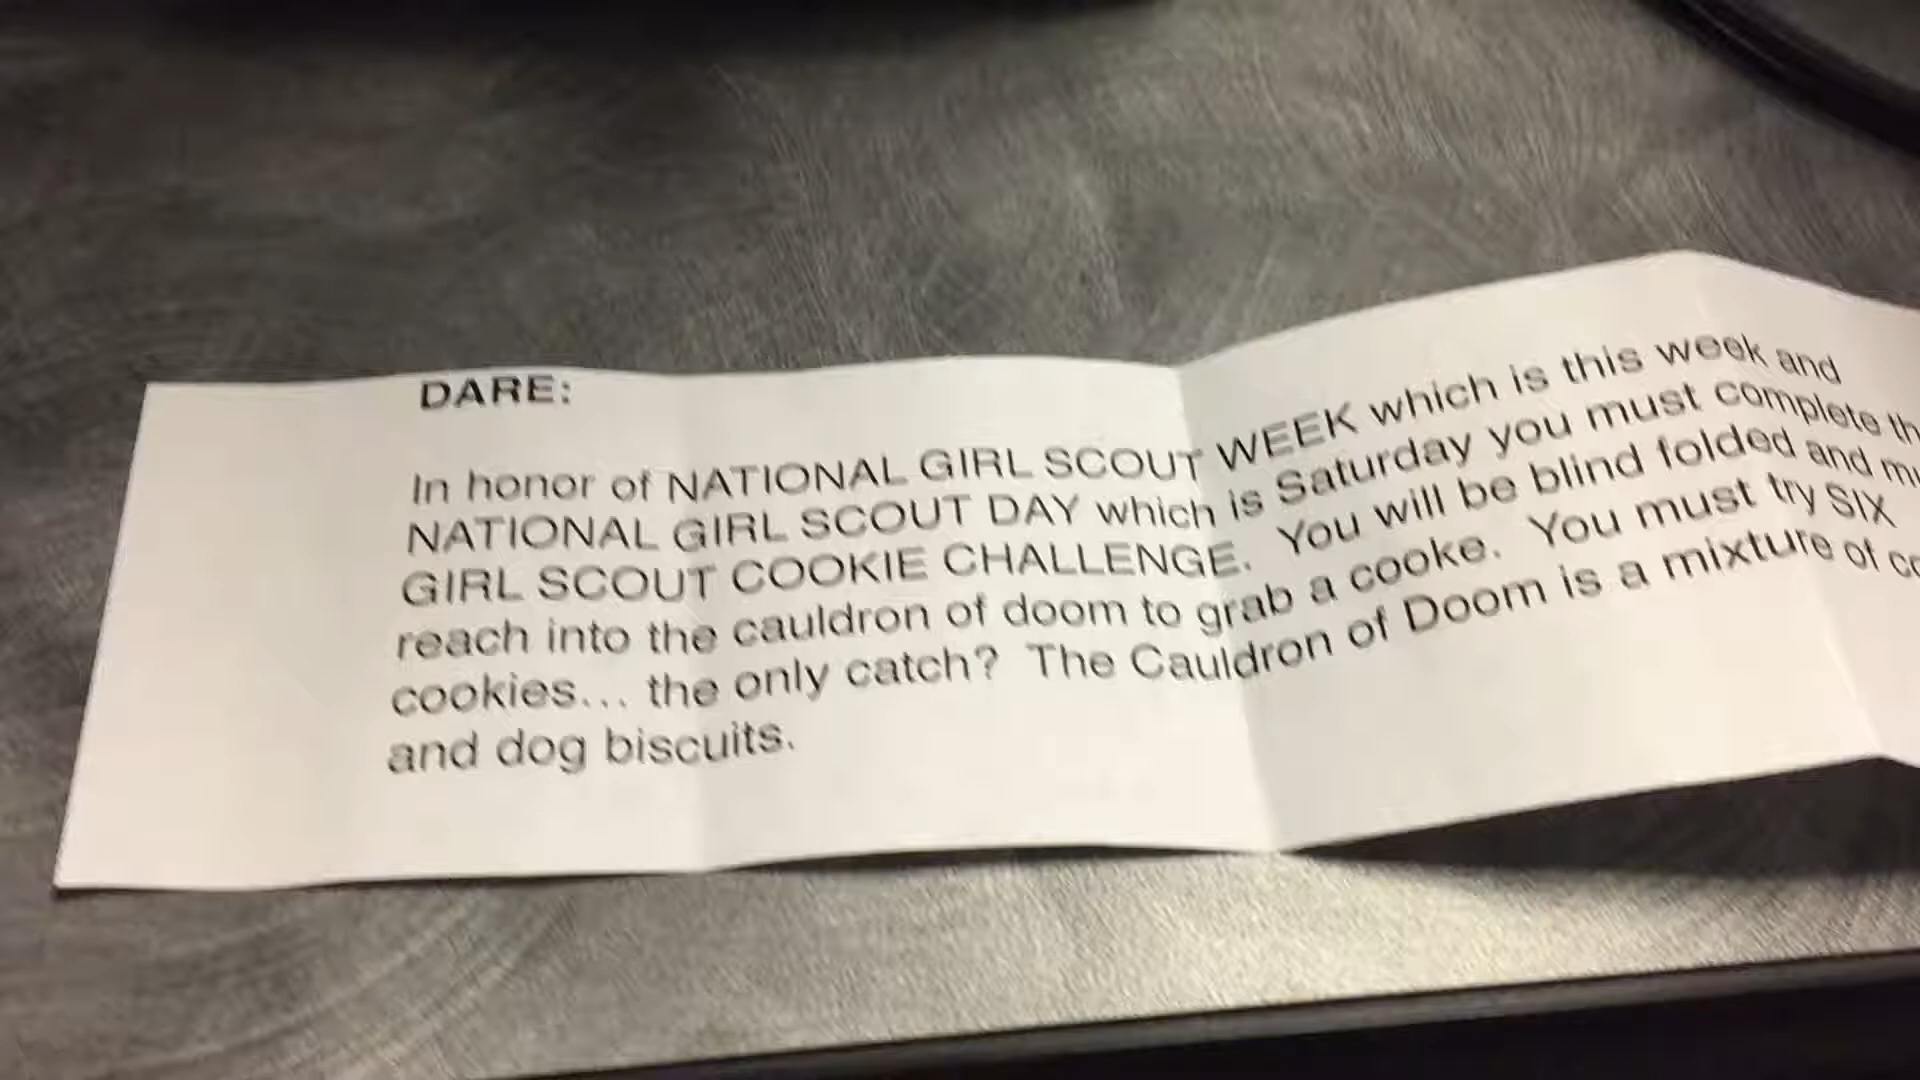 DARE:
In honor of NATIONAL GIRL SCOUT WEEK which is this week and
NATIONAL GIRL SCOUT DAY which is Saturday you must complete
GIRL SCOUT COOKIE CHALLENGE. You will be blind folded and
reach into the cauldron of doom to grab a cooke. You must try SIX
cookies... the only catch? The Cauldron of Doom is a mixture of
and dog biscuits.